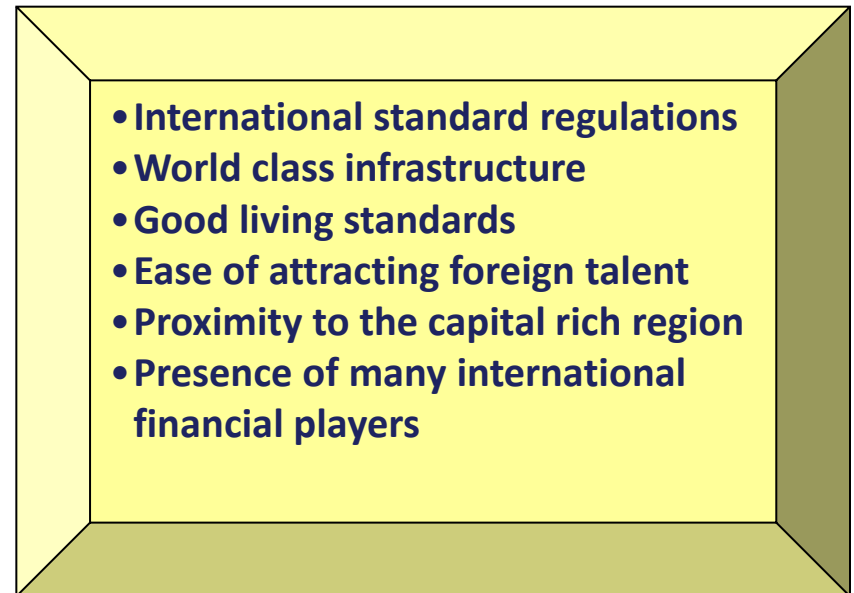 •International standard regulations
•World class infrastructure
•Good living standards
•Ease of attracting foreign talent
•Proximity to the capital rich region
•Presence of many international
financial players